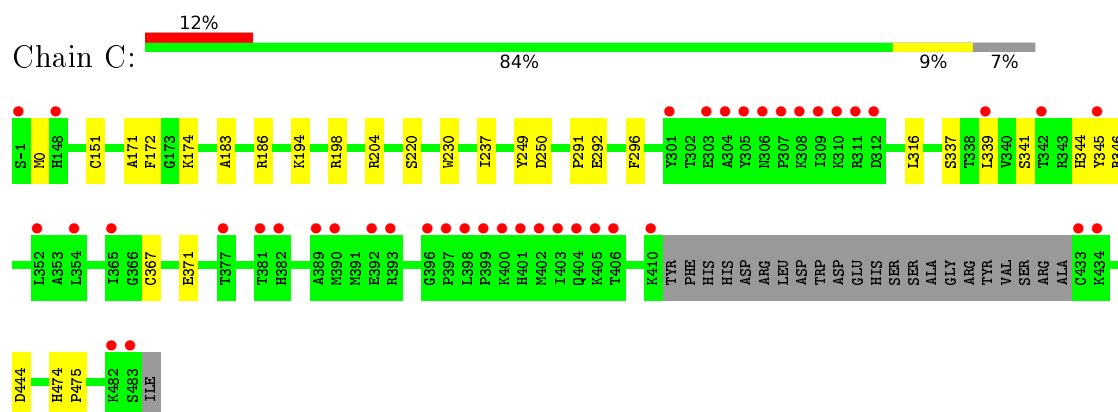 12%
Chain C:
84% 9% 7%
S-1 M0 H148 C151 A171 F172 G173 K174 A183 R186 K194 R198 R204 S220 W230 I237 Y249 D250 P291 E292 F296 Y301 T302 E303 A304 Y305 N306 P307 K308 I309 K310 R311 D312 L316 S337 T338 L339 V340 S341 T342 R343 H344 Y345 R346
L352 A353 L354 I365 G366 C367 E371 T377 T381 H382 A389 M390 M391 E392 R393 G396 P397 L398 P399 K400 H401 M402 I403 Q404 K405 T406 K410 TYR PHE HIS HIS ASP ARG LEU ASP TRP ASP GLU HIS SER SER ALA GLY ARG TYR VAL SER ARG ALA C433 K434
D444 H474 P475 K482 S483 ILE